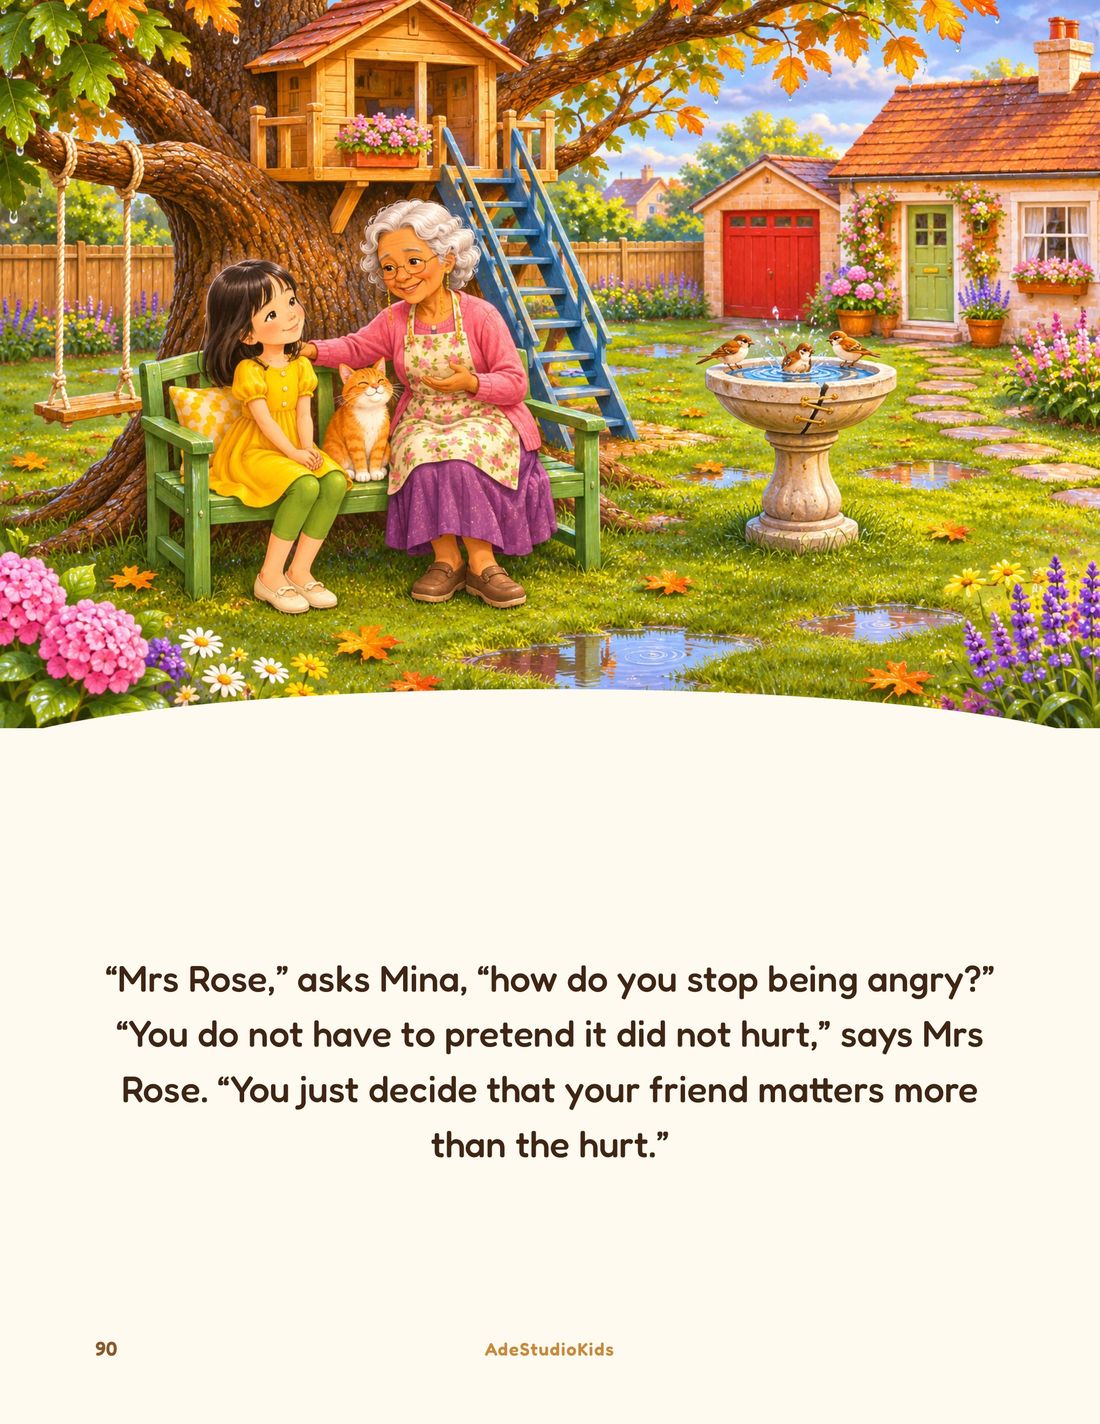 “Mrs Rose,” asks Mina, “how do you stop being angry?”
“You do not have to pretend it did not hurt,” says Mrs
Rose. “You just decide that your friend matters more
than the hurt.”
90
AdeStudioKids